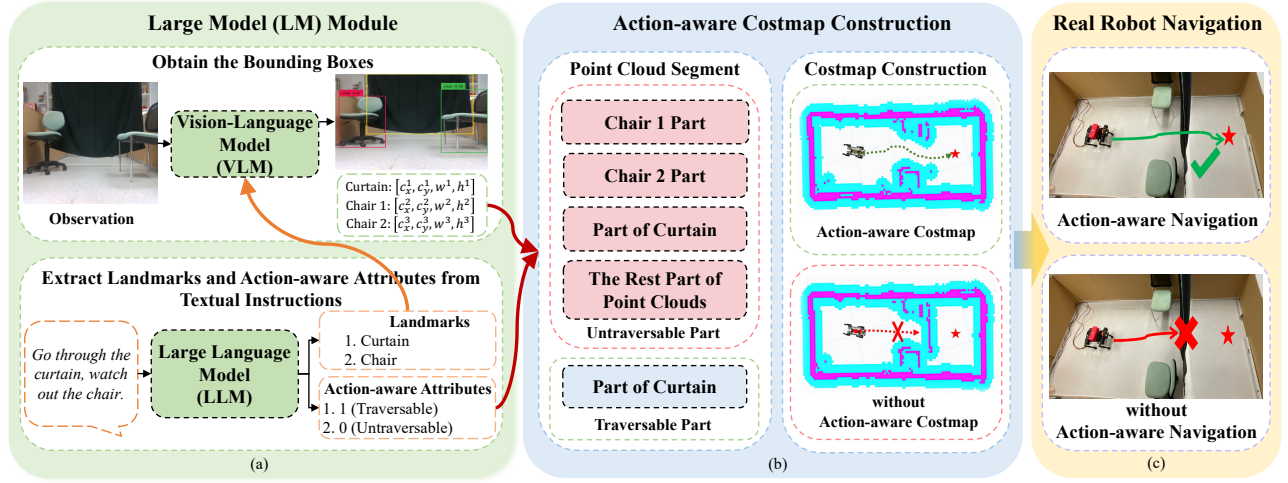 Large Model (LM) Module
Obtain the Bounding Boxes
Observation
Vision-Language
Model
(VLM)
Curtain: [c_x^1, c_y^1, w^1, h^1]
Chair 1: [c_x^2, c_y^2, w^2, h^2]
Chair 2: [c_x^3, c_y^3, w^3, h^3]
Extract Landmarks and Action-aware Attributes from
Textual Instructions
Go through the
curtain, watch
out the chair.
Large Language
Model
(LLM)
Landmarks
1. Curtain
2. Chair
Action-aware Attributes
1. 1 (Traversable)
2. 0 (Untraversable)
(a)
Action-aware Costmap Construction
Point Cloud Segment
Chair 1 Part
Chair 2 Part
Part of Curtain
The Rest Part of
Point Clouds
Untraversable Part
Part of Curtain
Traversable Part
Costmap Construction
Action-aware Costmap
without
Action-aware Costmap
(b)
Real Robot Navigation
Action-aware Navigation
without
Action-aware Navigation
(c)